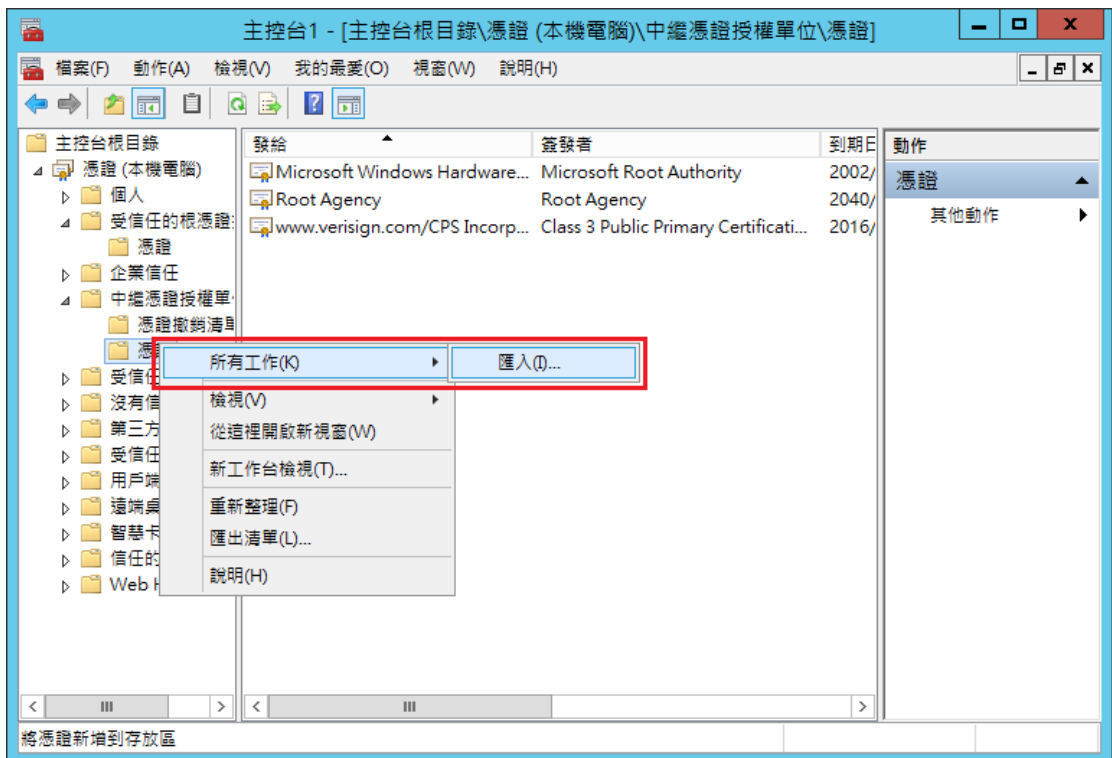 主控台1 - [主控台根目錄\憑證 (本機電腦)\中繼憑證授權單位\憑證]
檔案(F) 動作(A) 檢視(V) 我的最愛(O) 視窗(W) 說明(H)
主控台根目錄
憑證 (本機電腦)
個人
受信任的根憑證
憑證
企業信任
中繼憑證授權單
憑證撤銷清單
憑
受信任
沒有信
第三方
受信任
用戶端
遠端桌
智慧卡
信任的
Web H
發給 簽發者 到期日
Microsoft Windows Hardware... Microsoft Root Authority 2002/
Root Agency Root Agency 2040/
www.verisign.com/CPS Incorp... Class 3 Public Primary Certificati... 2016/
所有工作(K)
匯入(I)...
檢視(V)
從這裡開啟新視窗(W)
新工作台檢視(T)...
重新整理(F)
匯出清單(L)...
說明(H)
動作
憑證
其他動作
將憑證新增到存放區